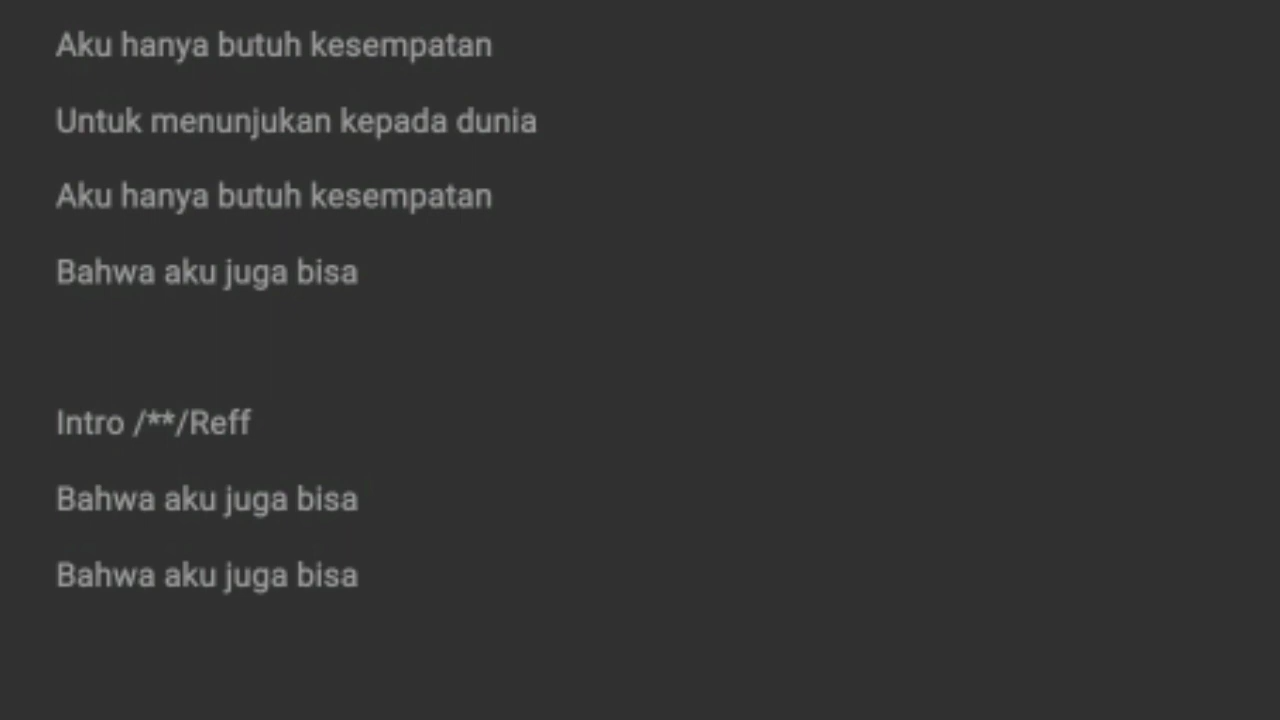 Aku hanya butuh kesempatan
Untuk menunjukan kepada dunia
Aku hanya butuh kesempatan
Bahwa aku juga bisa
Intro /**/Reff
Bahwa aku juga bisa
Bahwa aku juga bisa